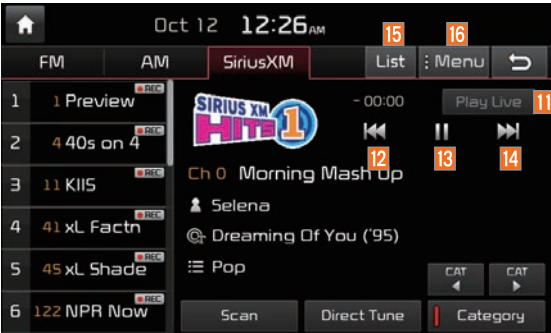 Oct 12 12:26 AM
15 16
FM AM SiriusXM List Menu
1 1 Preview REC
2 4 40s on 4 REC
3 11 KIIS REC
4 41 xL Factn REC
5 45 xL Shade REC
6 122 NPR Now REC
SIRIUS XM
HITS 1
- 00:00 Play Live 11
12 13 14
Ch 0 Morning Mash Up
Selena
Dreaming Of You ('95)
Pop
CAT CAT
Scan Direct Tune Category